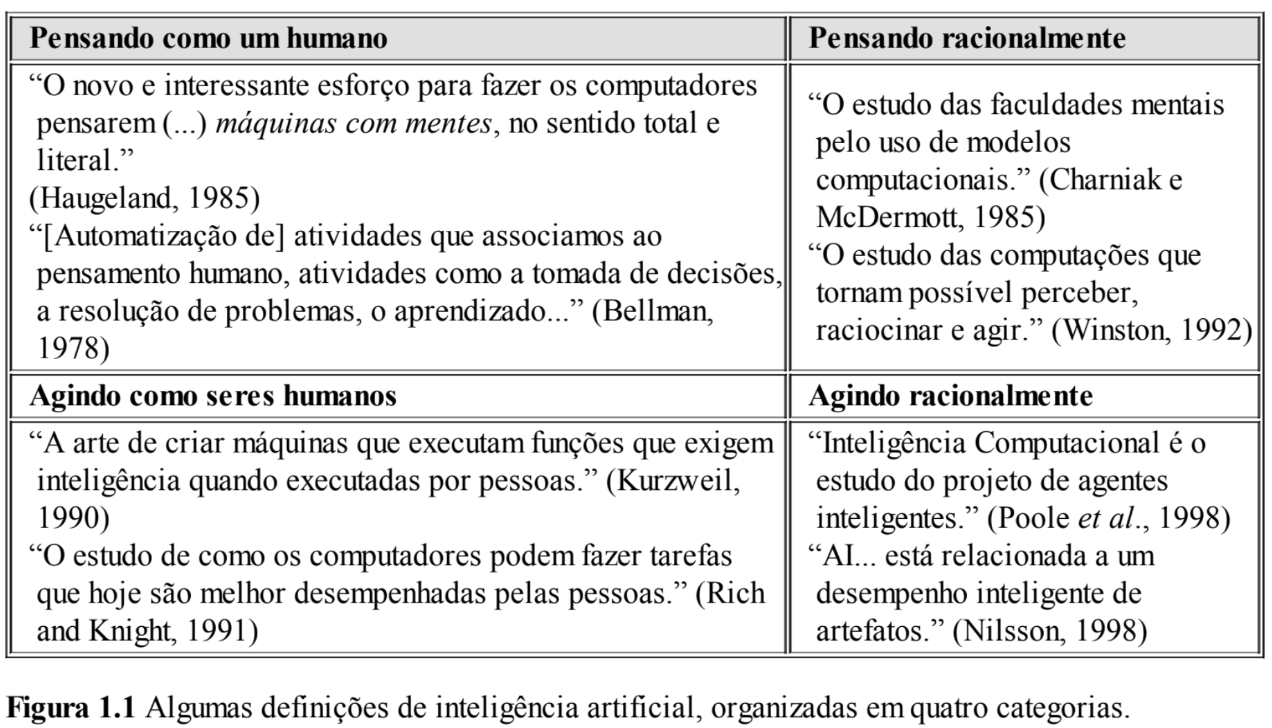 Pensando como um humano
“O novo e interessante esforço para fazer os computadores
pensarem (...) máquinas com mentes, no sentido total e
literal.”
(Haugeland, 1985)
“[Automatização de] atividades que associamos ao
pensamento humano, atividades como a tomada de decisões,
a resolução de problemas, o aprendizado...” (Bellman,
1978)
Pensando racionalmente
“O estudo das faculdades mentais
pelo uso de modelos
computacionais.” (Charniak e
McDermott, 1985)
“O estudo das computações que
tornam possível perceber,
raciocinar e agir.” (Winston, 1992)
Agindo como seres humanos
“A arte de criar máquinas que executam funções que exigem
inteligência quando executadas por pessoas.” (Kurzweil,
1990)
“O estudo de como os computadores podem fazer tarefas
que hoje são melhor desempenhadas pelas pessoas.” (Rich
and Knight, 1991)
Agindo racionalmente
“Inteligência Computacional é o
estudo do projeto de agentes
inteligentes.” (Poole et al., 1998)
“AI... está relacionada a um
desempenho inteligente de
artefatos.” (Nilsson, 1998)
Figura 1.1 Algumas definições de inteligência artificial, organizadas em quatro categorias.